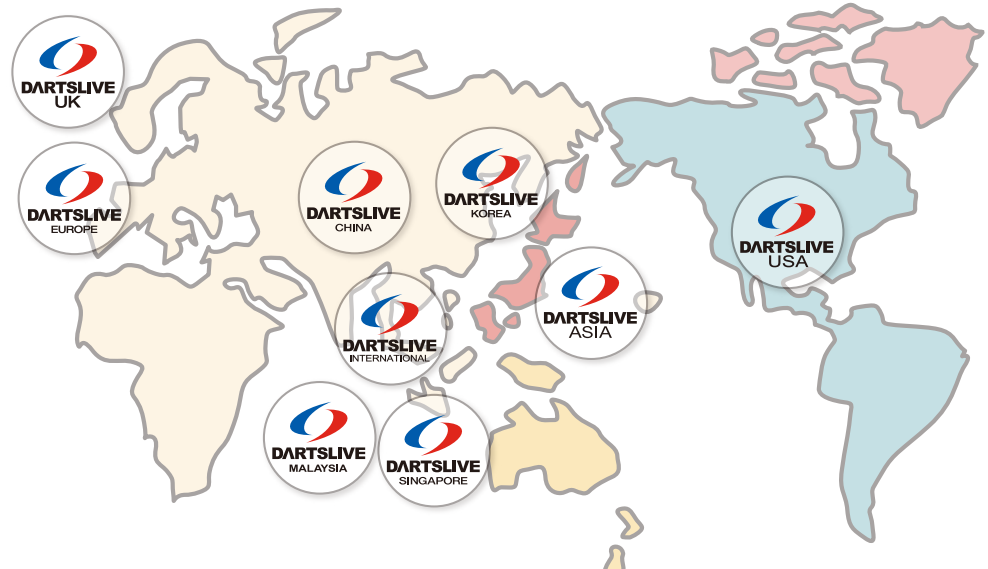 DARTSLIVE
UK
DARTSLIVE
EUROPE
DARTSLIVE
CHINA
DARTSLIVE
KOREA
DARTSLIVE
USA
DARTSLIVE
ASIA
DARTSLIVE
INTERNATIONAL
DARTSLIVE
MALAYSIA
DARTSLIVE
SINGAPORE